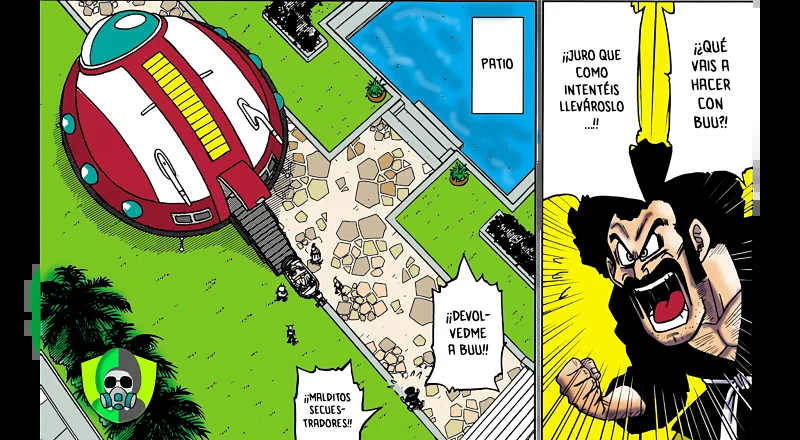 PATIO
¡¡DEVOL-
VEDME
A BUU!!
¡¡MALDITOS
SECUES-
TRADORES!!
¡¡JURO QUE
COMO
INTENTÉIS
LLEVÁROSLO
...!!
¡¿QUÉ
VAIS A
HACER
CON
BUU?!